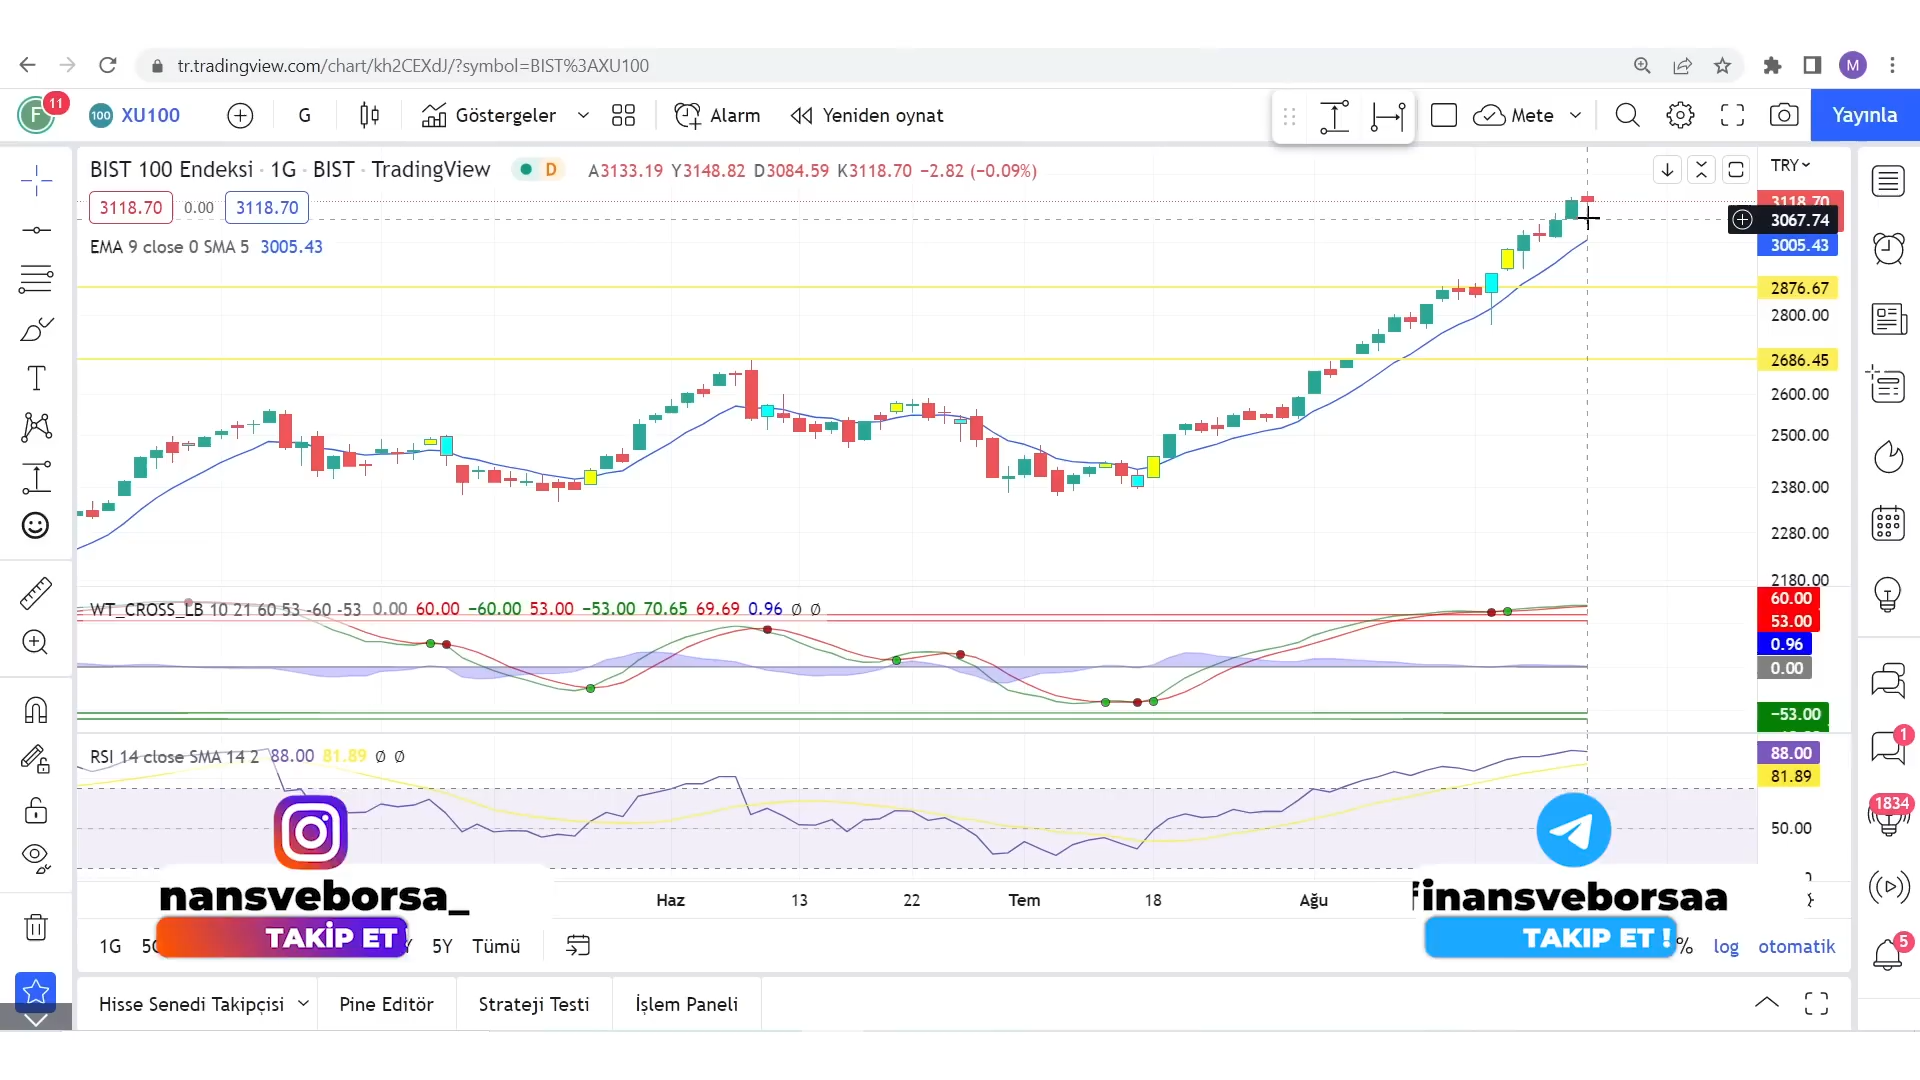 tr.tradingview.com/chart/kh2CEXdJ/?symbol=BIST%3AXU100
M
F 11 100 XU100 G Göstergeler Alarm Yeniden oynat Mete Yayınla
BIST 100 Endeksi · 1G · BIST · TradingView D A3133.19 Y3148.82 D3084.59 K3118.70 −2.82 (−0.09%)
TRY
3118.70 0.00 3118.70
3118.70
3067.74
EMA 9 close 0 SMA 5 3005.43
3005.43
2876.67
2800.00
2686.45
2600.00
2500.00
2380.00
2280.00
2180.00
WT_CROSS_LB 10 21 60 53 -60 -53 0.00 60.00 −60.00 53.00 −53.00 70.65 69.69 0.96 ∅ ∅
60.00
53.00
0.96
0.00
−53.00
RSI 14 close SMA 14 2 88.00 81.89 ∅ ∅
88.00
81.89
50.00
1
1834
5
nansveborsa_
TAKİP ET
Haz 13 22 Tem 18 Ağu
finansveborsaa
TAKIP ET !
1G 5Y Tümü
% log otomatik
Hisse Senedi Takipçisi Pine Editör Strateji Testi İşlem Paneli